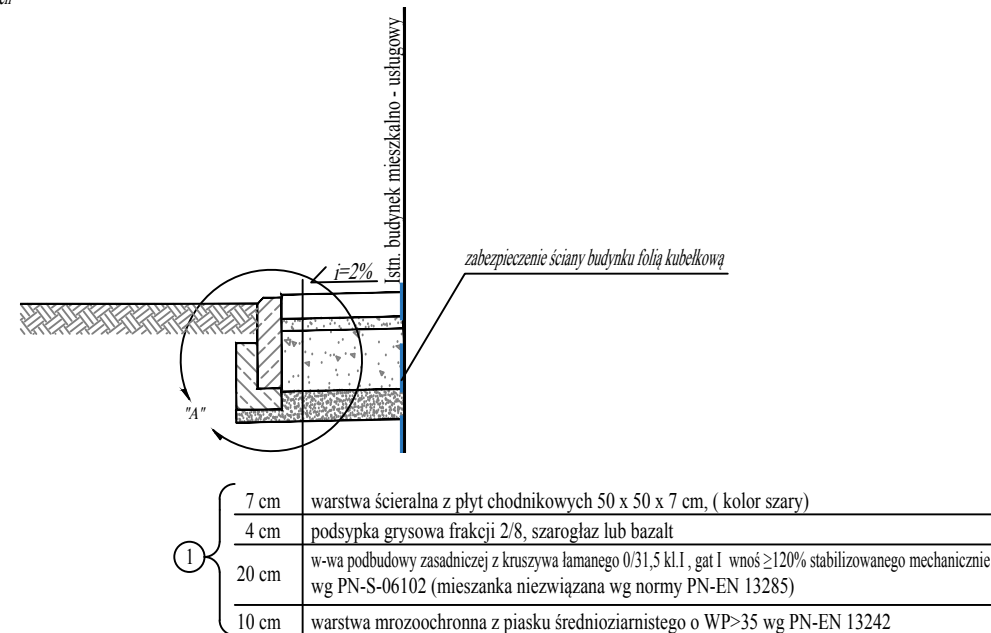 Istn. budynek mieszkalno - usługowy
zabezpieczenie ściany budynku folią kubełkową
i=2%
"A"
1
7 cm warstwa ścieralna z płyt chodnikowych 50 x 50 x 7 cm, ( kolor szary)
4 cm podsypka grysowa frakcji 2/8, szarogłaz lub bazalt
20 cm w-wa podbudowy zasadniczej z kruszywa łamanego 0/31,5 kl.I , gat I wnoś ≥120% stabilizowanego mechanicznie
wg PN-S-06102 (mieszanka niezwiązana wg normy PN-EN 13285)
10 cm warstwa mrozoochronna z piasku średnioziarnistego o WP>35 wg PN-EN 13242